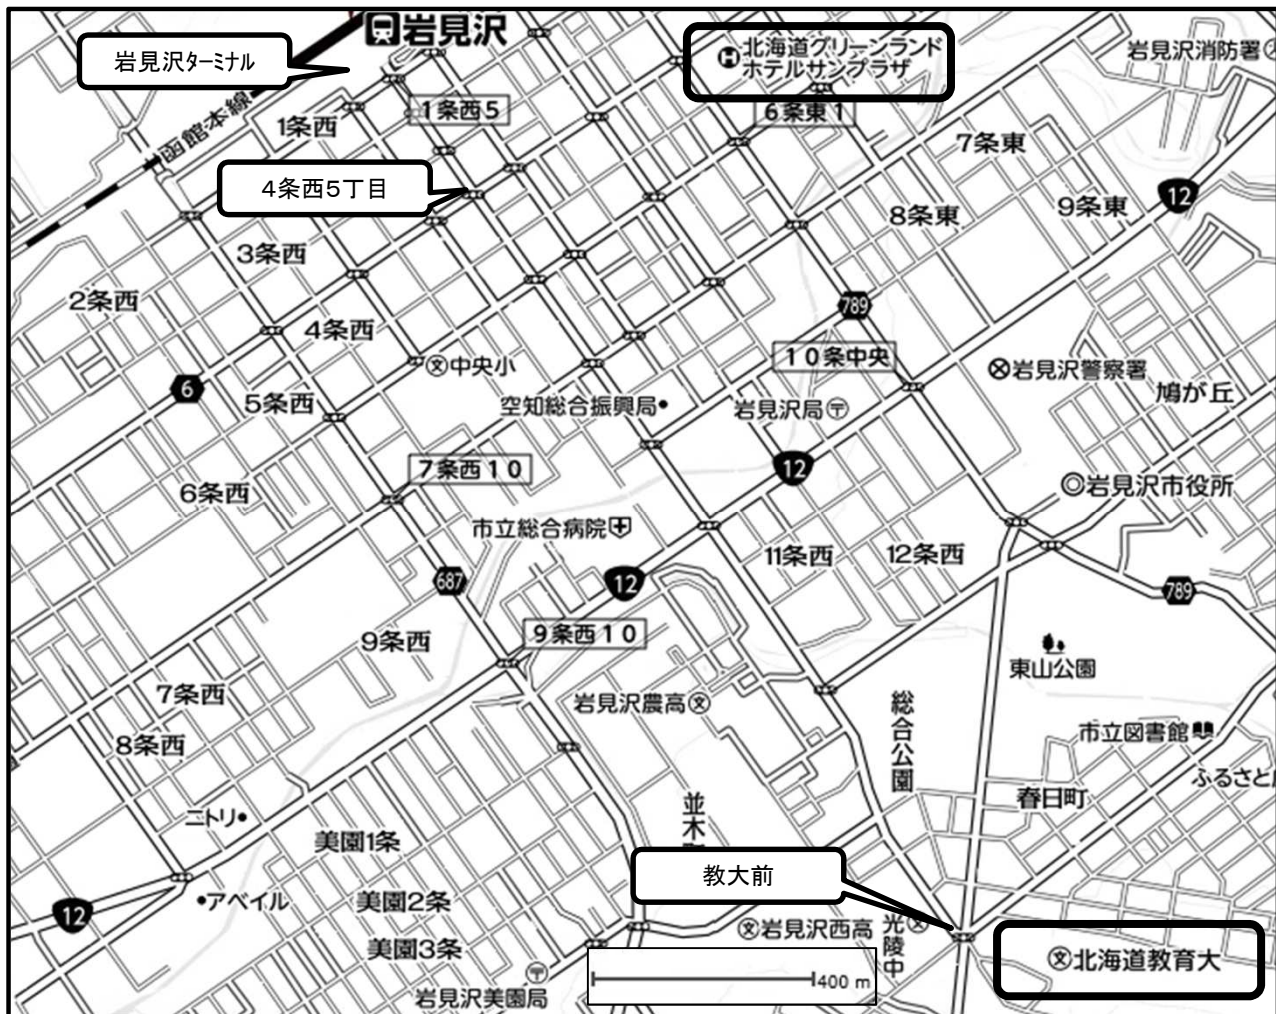 岩見沢
岩見沢ターミナル
北海道グリーンランド
ホテルサンプラザ
岩見沢消防署
函館本線
1条西
1条西5
6条東1
7条東
4条西5丁目
12
8条東
9条東
3条西
2条西
4条西
789
10条中央
中央小
岩見沢警察署
6
5条西
空知総合振興局
岩見沢局
鳩が丘
7条西10
12
6条西
岩見沢市役所
市立総合病院
11条西
12条西
687
12
789
9条西10
9条西
東山公園
7条西
岩見沢農高
総合公園
8条西
市立図書館
ふるさと
ニトリ
並木
春日町
美園1条
教大前
アベイル
美園2条
12
岩見沢西高
光陵中
美園3条
北海道教育大
岩見沢美園局
400 m